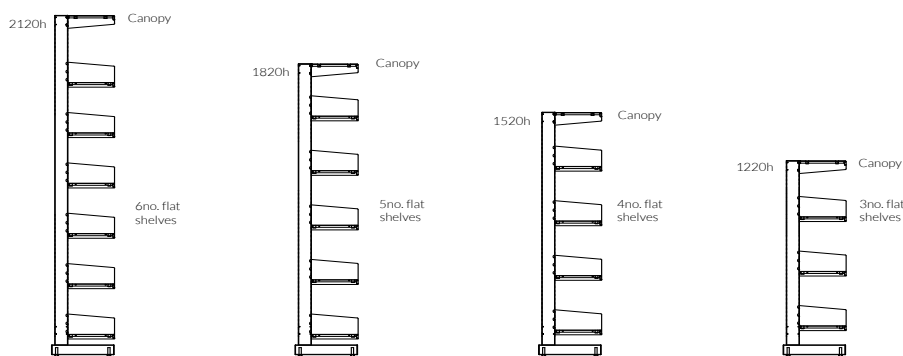 2120h
Canopy
6no. flat
shelves
1820h
Canopy
5no. flat
shelves
1520h
Canopy
4no. flat
shelves
1220h
Canopy
3no. flat
shelves